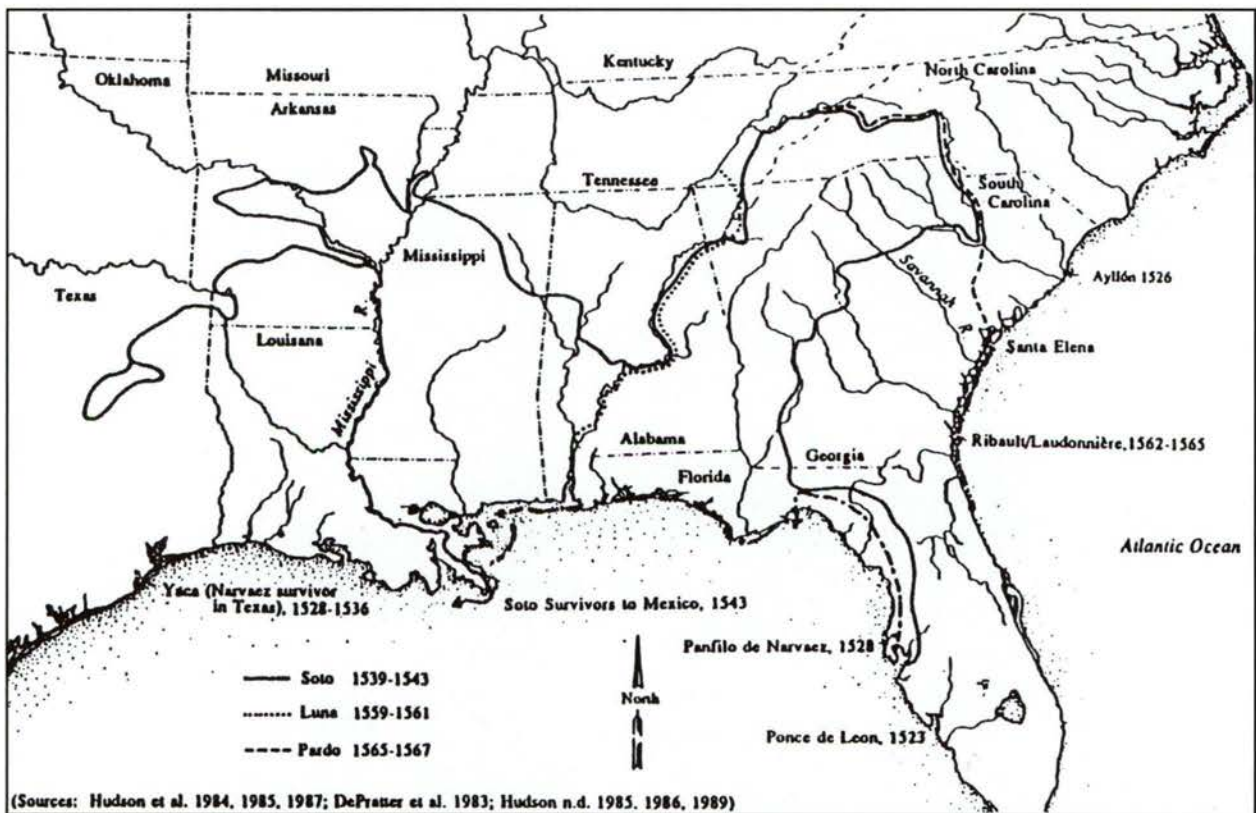 Oklahoma
Missouri
Arkansas
Kentucky
North Carolina
Tennessee
South
Carolina
Mississippi
Savannah R.
Ayllón 1526
Texas
Louisana
Mississippi R.
Santa Elena
Alabama
Georgia
Ribault/Laudonnière, 1562-1565
Florida
Atlantic Ocean
Vaca (Narvaez survivor
in Texas), 1528-1536
Soto Survivors to Mexico, 1543
Panfilo de Narvaez, 1528
Soto 1539-1543
Luna 1559-1561
Pardo 1565-1567
North
Ponce de Leon, 1523
(Sources: Hudson et al. 1984, 1985, 1987; DePratter et al. 1983; Hudson n.d. 1985. 1986, 1989)